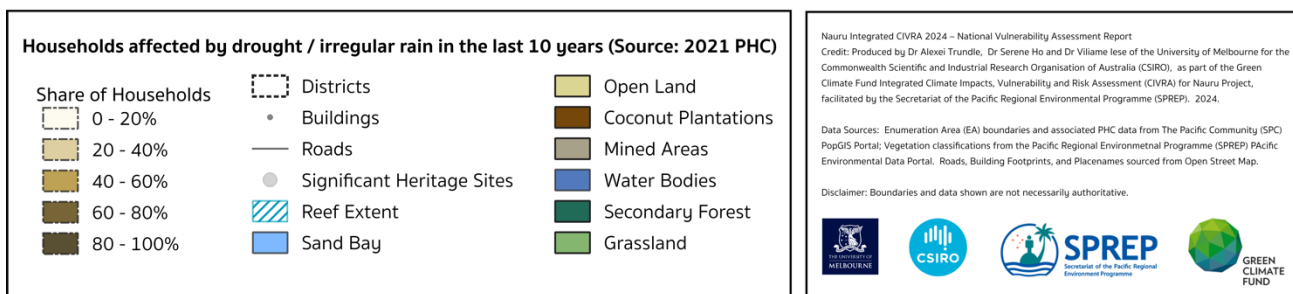 Households affected by drought / irregular rain in the last 10 years (Source: 2021 PHC)
Share of Households
0 - 20%
20 - 40%
40 - 60%
60 - 80%
80 - 100%
Districts
Buildings
Roads
Significant Heritage Sites
Reef Extent
Sand Bay
Open Land
Coconut Plantations
Mined Areas
Water Bodies
Secondary Forest
Grassland
Nauru Integrated CIVRA 2024 – National Vulnerability Assessment Report
Credit: Produced by Dr Alexei Trundle, Dr Serene Ho and Dr Viliame Iese of the University of Melbourne for the
Commonwealth Scientific and Industrial Research Organisation of Australia (CSIRO), as part of the Green
Climate Fund Integrated Climate Impacts, Vulnerability and Risk Assessment (CIVRA) for Nauru Project,
facilitated by the Secretariat of the Pacific Regional Environmental Programme (SPREP). 2024.
Data Sources: Enumeration Area (EA) boundaries and associated PHC data from The Pacific Community (SPC)
PopGIS Portal; Vegetation classifications from the Pacific Regional Environmetnal Programme (SPREP) PAcific
Environmental Data Portal. Roads, Building Footprints, and Placenames sourced from Open Street Map.
Disclaimer: Boundaries and data shown are not necessarily authoritative.
THE UNIVERSITY OF
MELBOURNE
CSIRO
SPREP
Secretariat of the Pacific Regional
Environment Programme
GREEN
CLIMATE
FUND